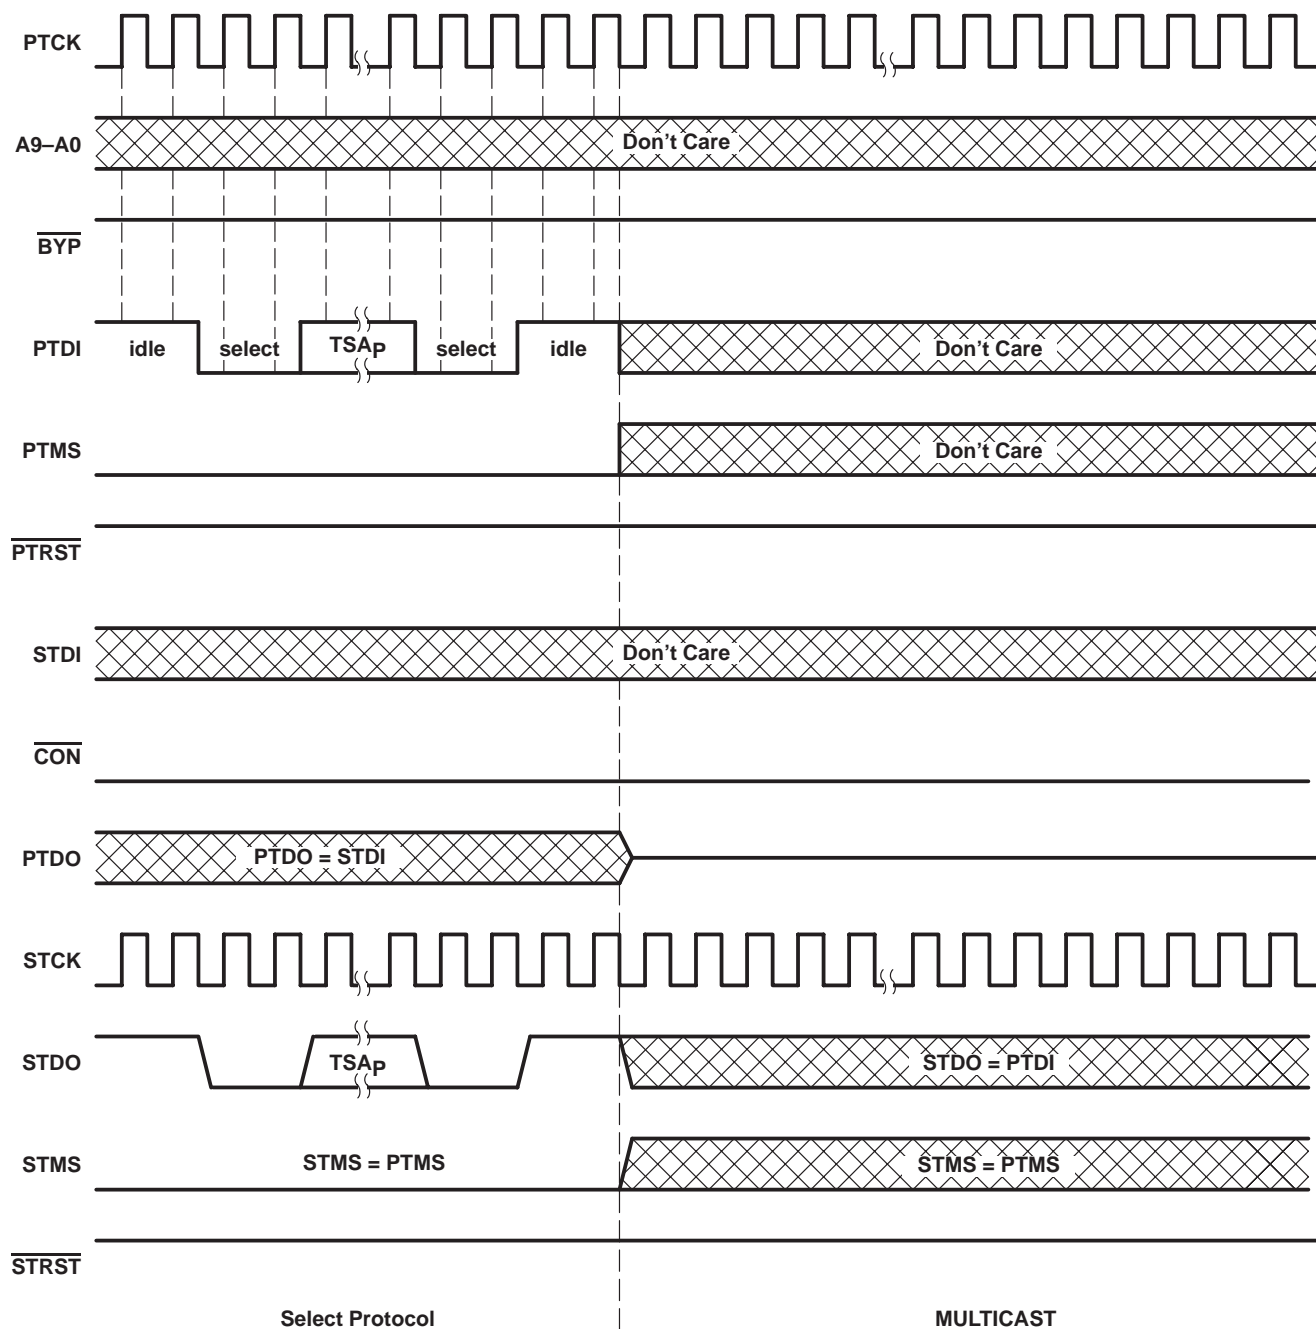 PTCK
A9–A0
Don't Care
BYP
PTDI
idle
select
TSAP
select
idle
Don't Care
PTMS
Don't Care
PTRST
STDI
Don't Care
CON
PTDO
PTDO = STDI
STCK
STDO
TSAP
STDO = PTDI
STMS
STMS = PTMS
STMS = PTMS
STRST
Select Protocol
MULTICAST